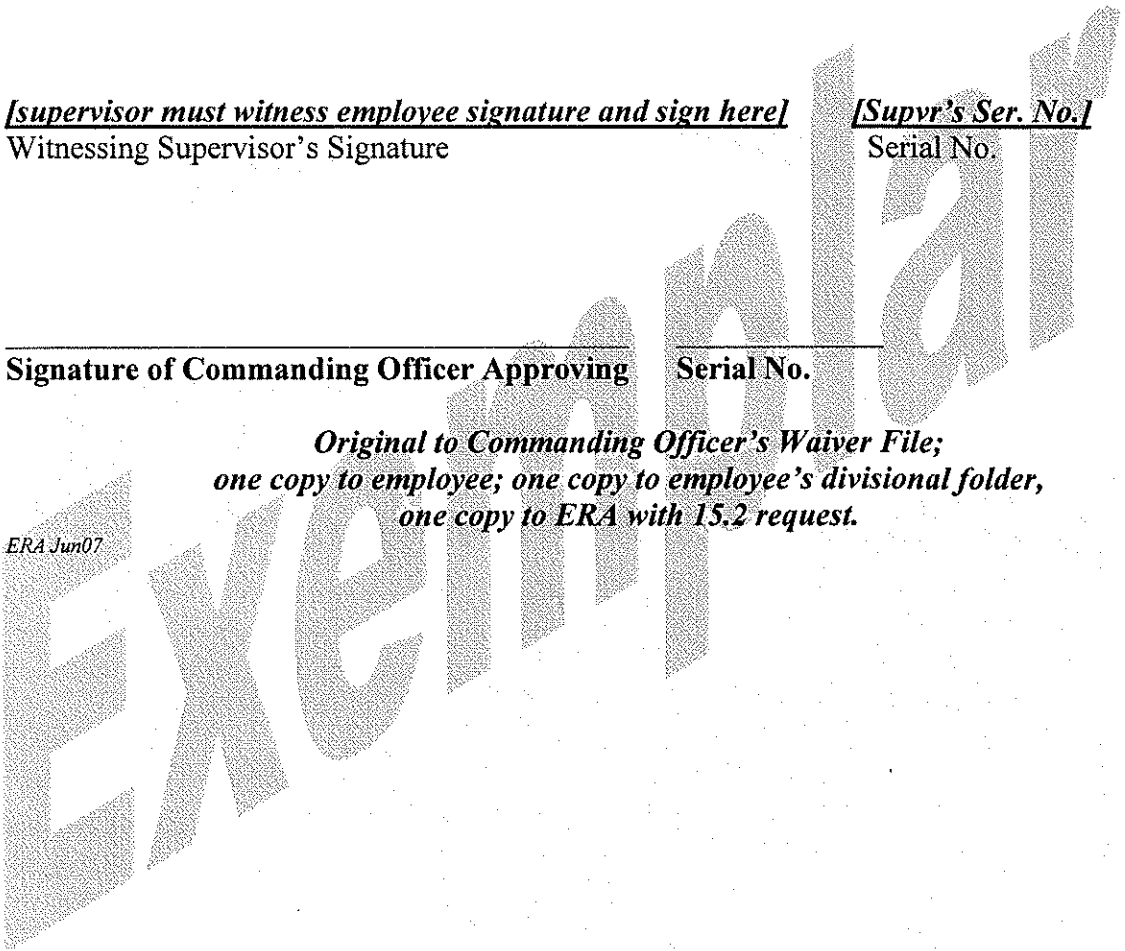 [supervisor must witness employee signature and sign here] [Supvr's Ser. No.]
Witnessing Supervisor's Signature Serial No.
Signature of Commanding Officer Approving Serial No.
Original to Commanding Officer's Waiver File;
one copy to employee; one copy to employee's divisional folder,
one copy to ERA with 15.2 request.
ERA Jun07
Exemplar